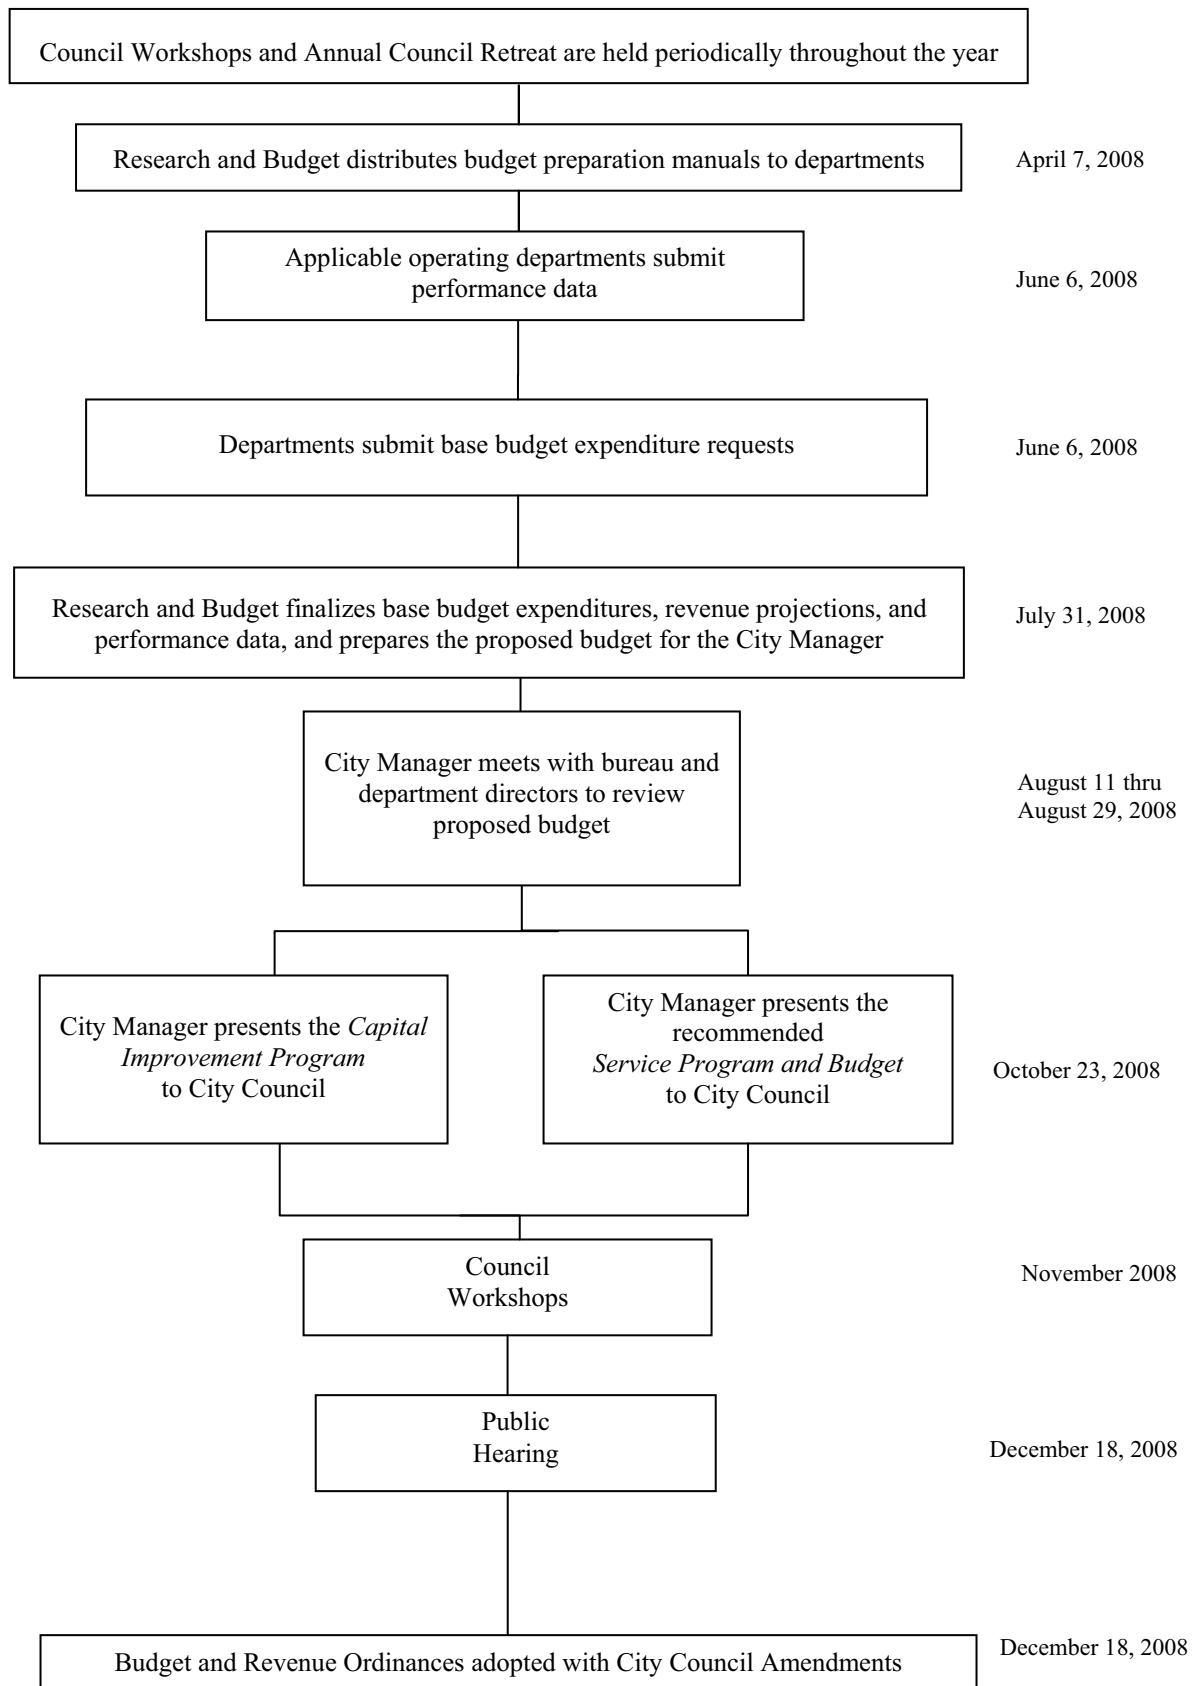 Council Workshops and Annual Council Retreat are held periodically throughout the year
Research and Budget distributes budget preparation manuals to departments
April 7, 2008
Applicable operating departments submit
performance data
June 6, 2008
Departments submit base budget expenditure requests
June 6, 2008
Research and Budget finalizes base budget expenditures, revenue projections, and
performance data, and prepares the proposed budget for the City Manager
July 31, 2008
City Manager meets with bureau and
department directors to review
proposed budget
August 11 thru
August 29, 2008
City Manager presents the Capital
Improvement Program
to City Council
City Manager presents the
recommended
Service Program and Budget
to City Council
October 23, 2008
Council
Workshops
November 2008
Public
Hearing
December 18, 2008
Budget and Revenue Ordinances adopted with City Council Amendments
December 18, 2008